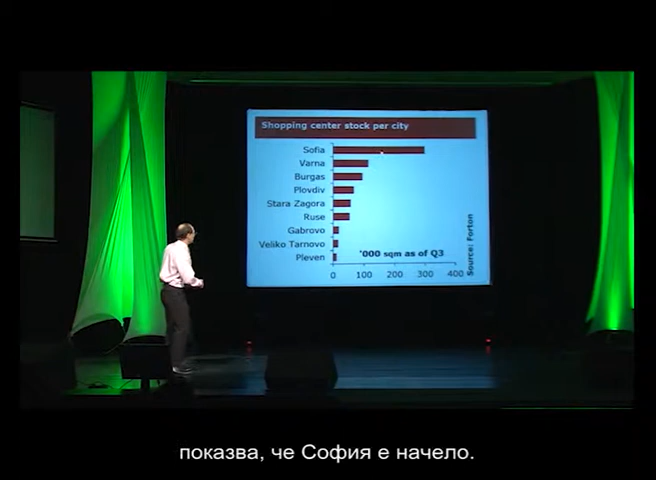 Shopping center stock per city
Sofia
Varna
Burgas
Plovdiv
Stara Zagora
Ruse
Gabrovo
Veliko Tarnovo
Pleven
'000 sqm as of Q3
Source: Forton
0 100 200 300 400
показва, че София е начело.